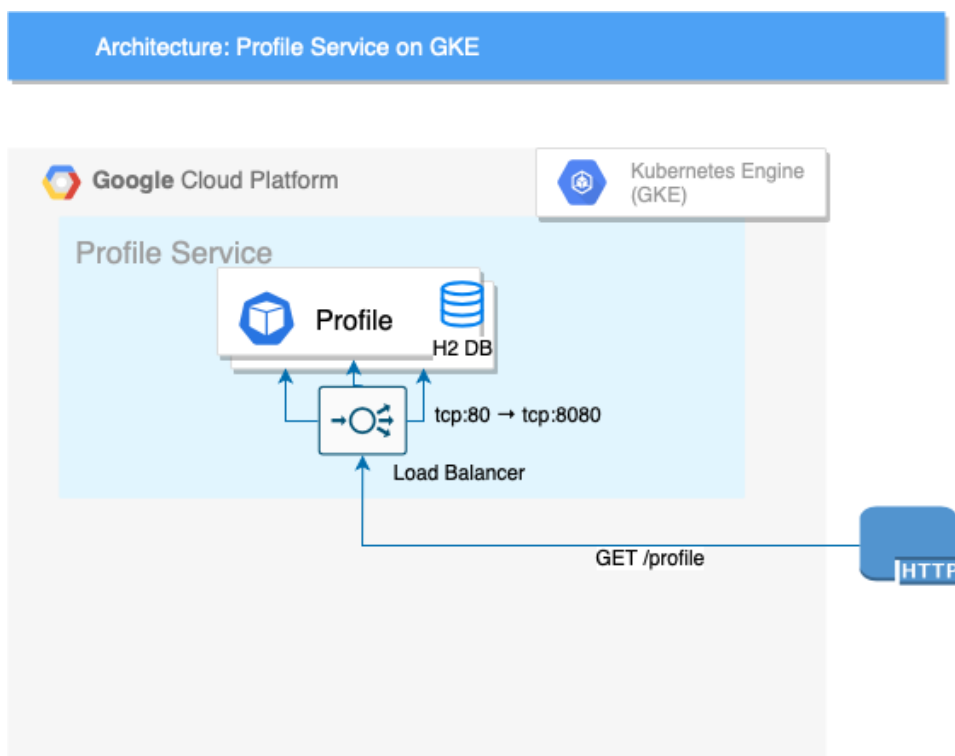 Architecture: Profile Service on GKE
Google Cloud Platform
Kubernetes Engine
(GKE)
Profile Service
Profile
H2 DB
tcp:80 → tcp:8080
Load Balancer
GET /profile
HTTP